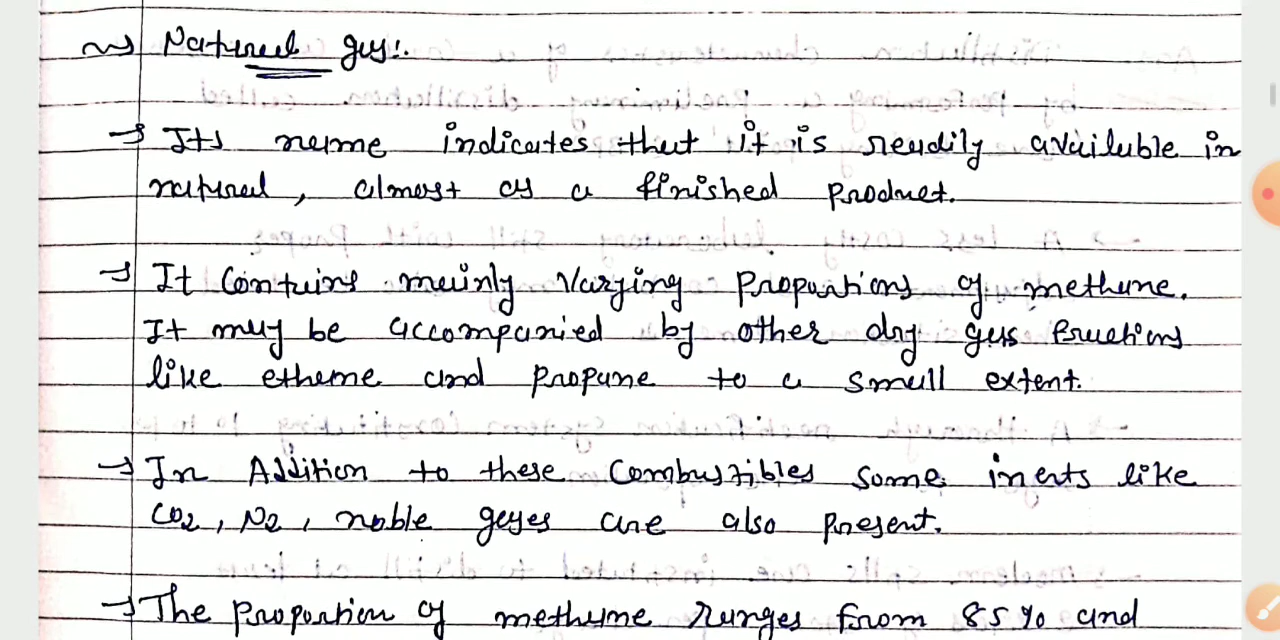 ~> Natural gas:.
→ Its name indicates that it is readily available in
natural, almost as a finished product.
→ It contains mainly varying proportions of methane.
It may be accompanied by other dry gas fractions
like ethane and propane to a small extent.
→ In Addition to these combustibles some inerts like
CO2, N2, noble gases are also present.
→ The proportion of methane ranges from 85% and